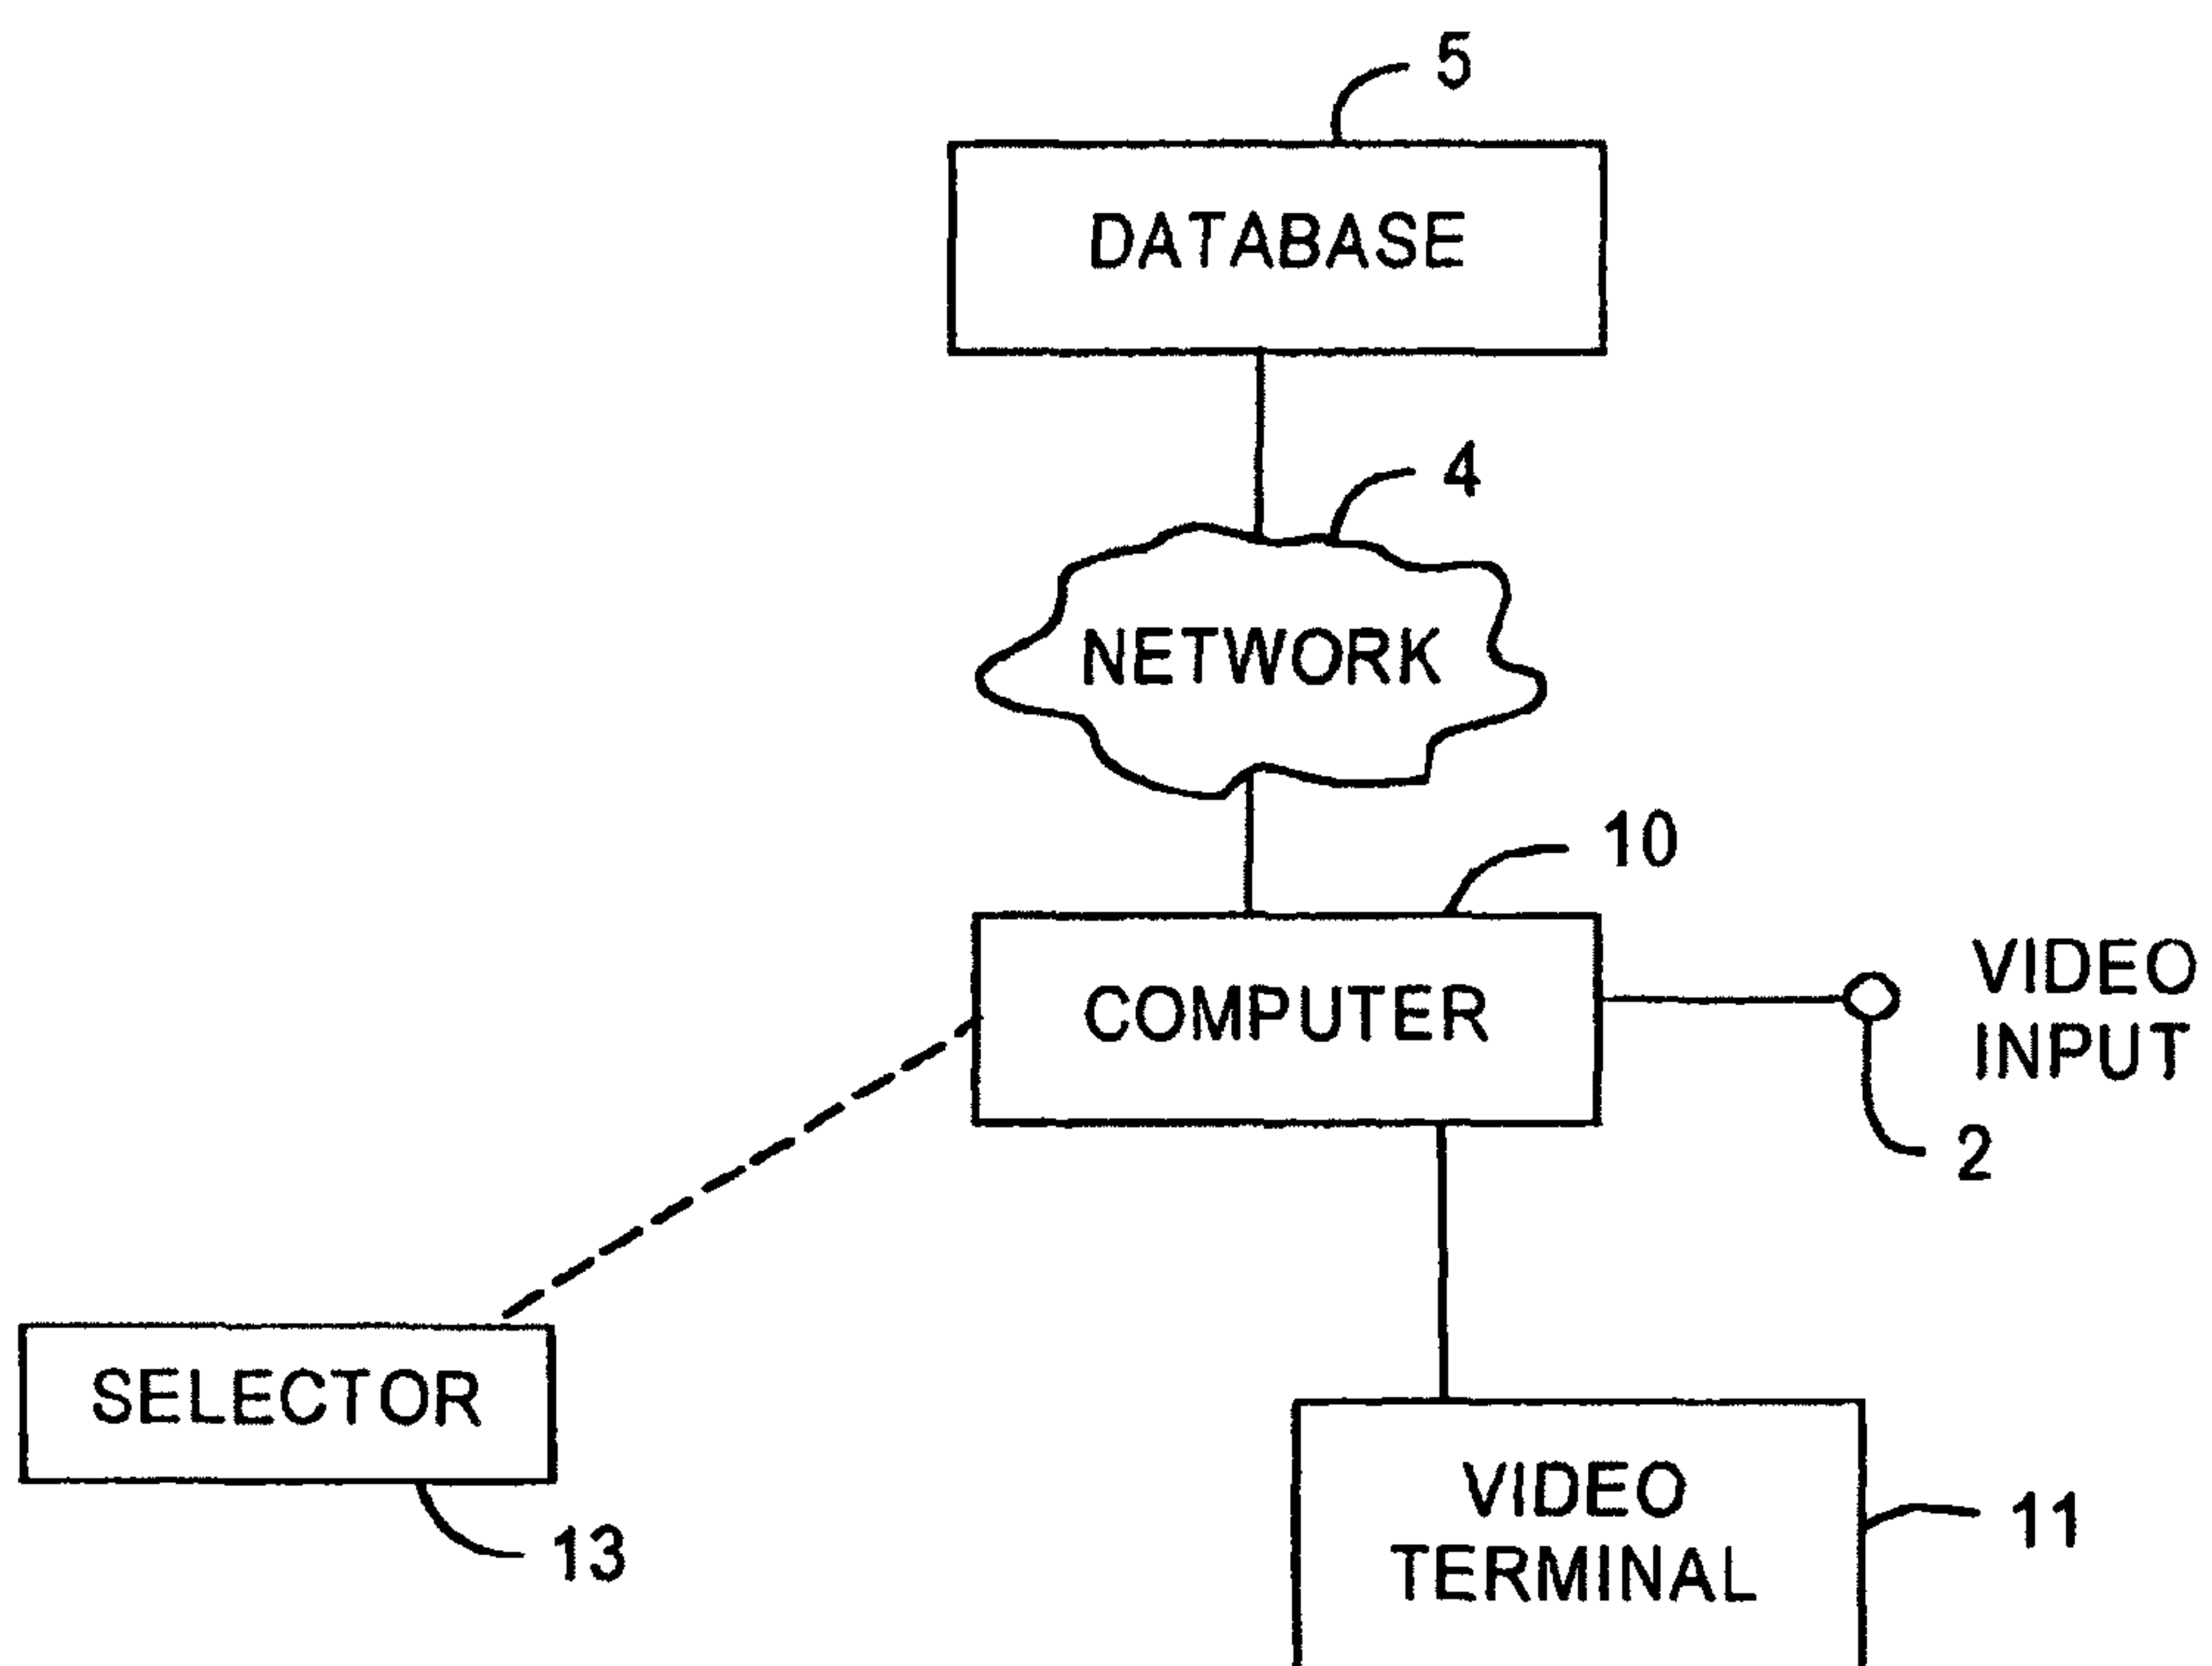 5
DATABASE
4
NETWORK
10
COMPUTER
VIDEO
INPUT
2
SELECTOR
13
VIDEO
TERMINAL
11